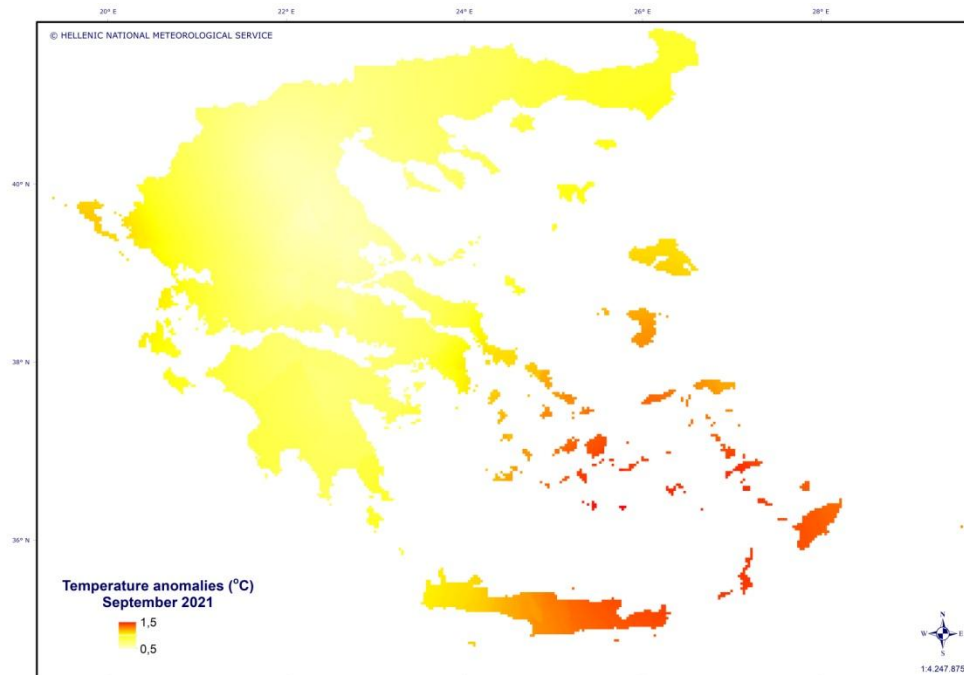 20° E 22° E 24° E 26° E 28° E
© HELLENIC NATIONAL METEOROLOGICAL SERVICE
40° N
38° N
36° N
Temperature anomalies (°C)
September 2021
1,5
0,5
N
W E
S
1:4.247.875